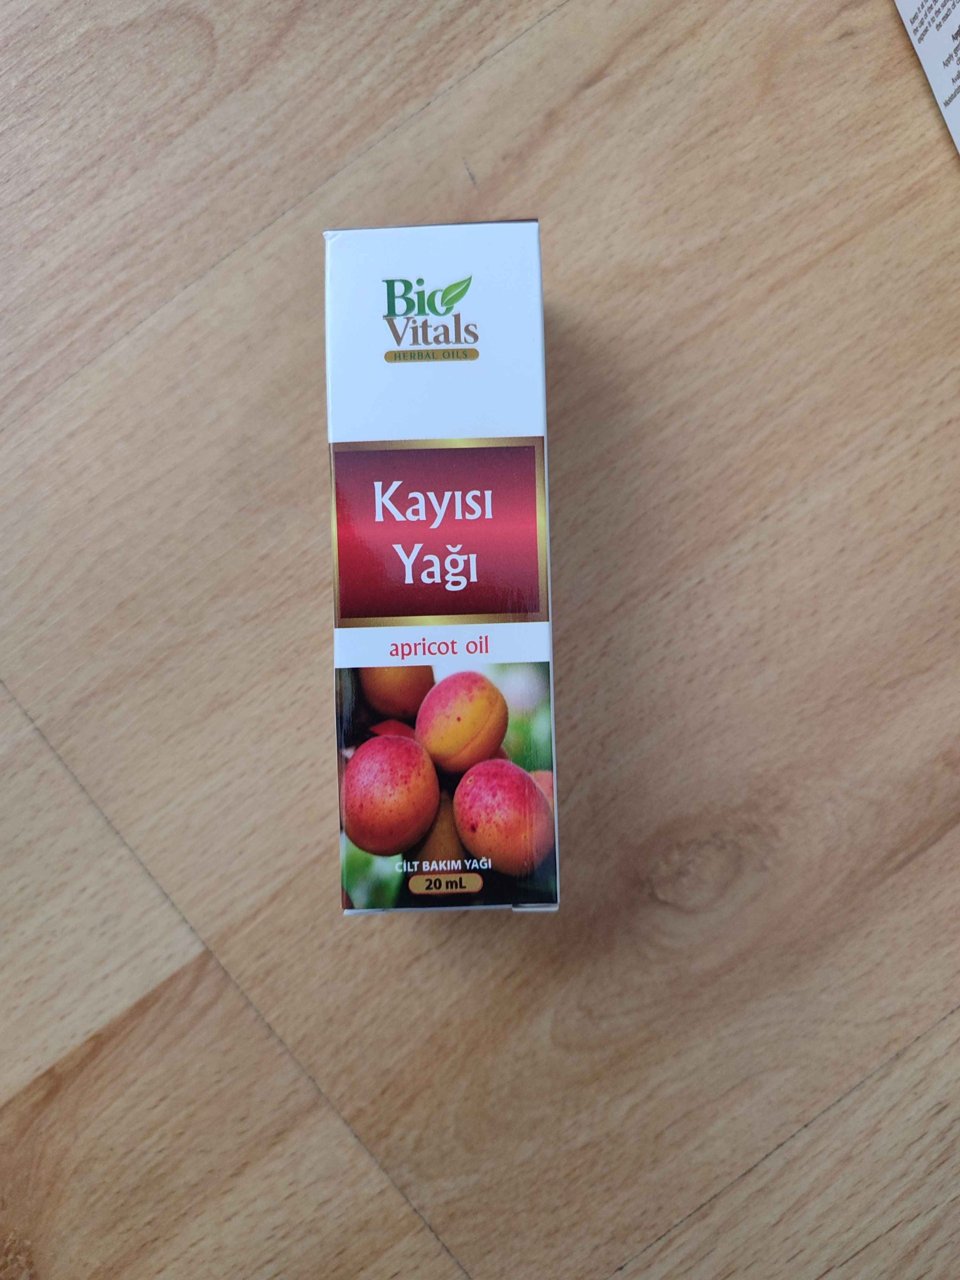 Bio
Vitals
HERBAL OILS
Kayısı
Yağı
apricot oil
CİLT BAKIM YAĞI
20 mL